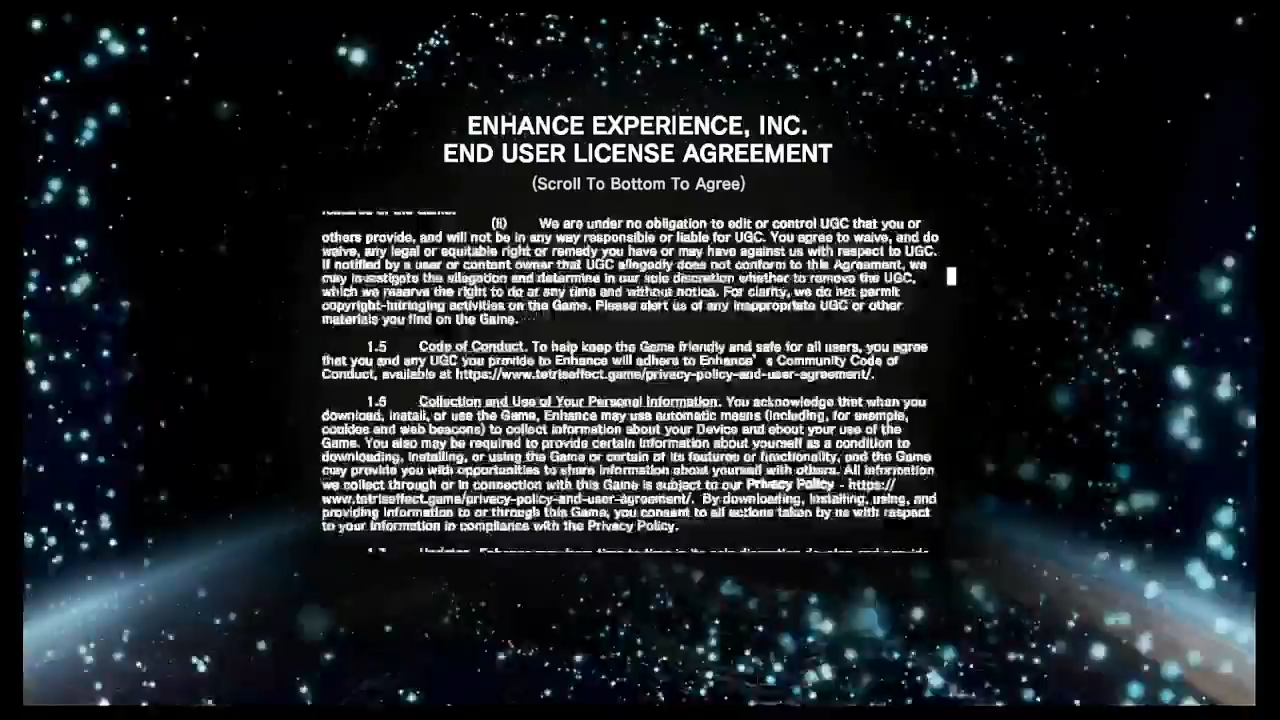 ENHANCE EXPERIENCE, INC.
END USER LICENSE AGREEMENT
(Scroll To Bottom To Agree)
(ii) We are under no obligation to edit or control UGC that you or
others provide, and will not be in any way responsible or liable for UGC. You agree to waive, and do
waive, any legal or equitable right or remedy you have or may have against us with respect to UGC.
If notified by a user or content owner that UGC allegedly does not conform to this Agreement, we
may investigate the allegation and determine in our sole discretion whether to remove the UGC,
which we reserve the right to do at any time and without notice. For clarity, we do not permit
copyright-infringing activities on the Game. Please alert us of any inappropriate UGC or other
materials you find on the Game.
1.5 Code of Conduct. To help keep the Game friendly and safe for all users, you agree
that you and any UGC you provide to Enhance will adhere to Enhance' s Community Code of
Conduct, available at https://www.tetriseffect.game/privacy-policy-and-user-agreement/.
1.6 Collection and Use of Your Personal Information. You acknowledge that when you
download, install, or use the Game, Enhance may use automatic means (including, for example,
cookies and web beacons) to collect information about your Device and about your use of the
Game. You also may be required to provide certain information about yourself as a condition to
downloading, installing, or using the Game or certain of its features or functionality, and the Game
may provide you with opportunities to share information about yourself with others. All information
we collect through or in connection with this Game is subject to our Privacy Policy - https://
www.tetriseffect.game/privacy-policy-and-user-agreement/. By downloading, installing, using, and
providing information to or through this Game, you consent to all actions taken by us with respect
to your information in compliance with the Privacy Policy.